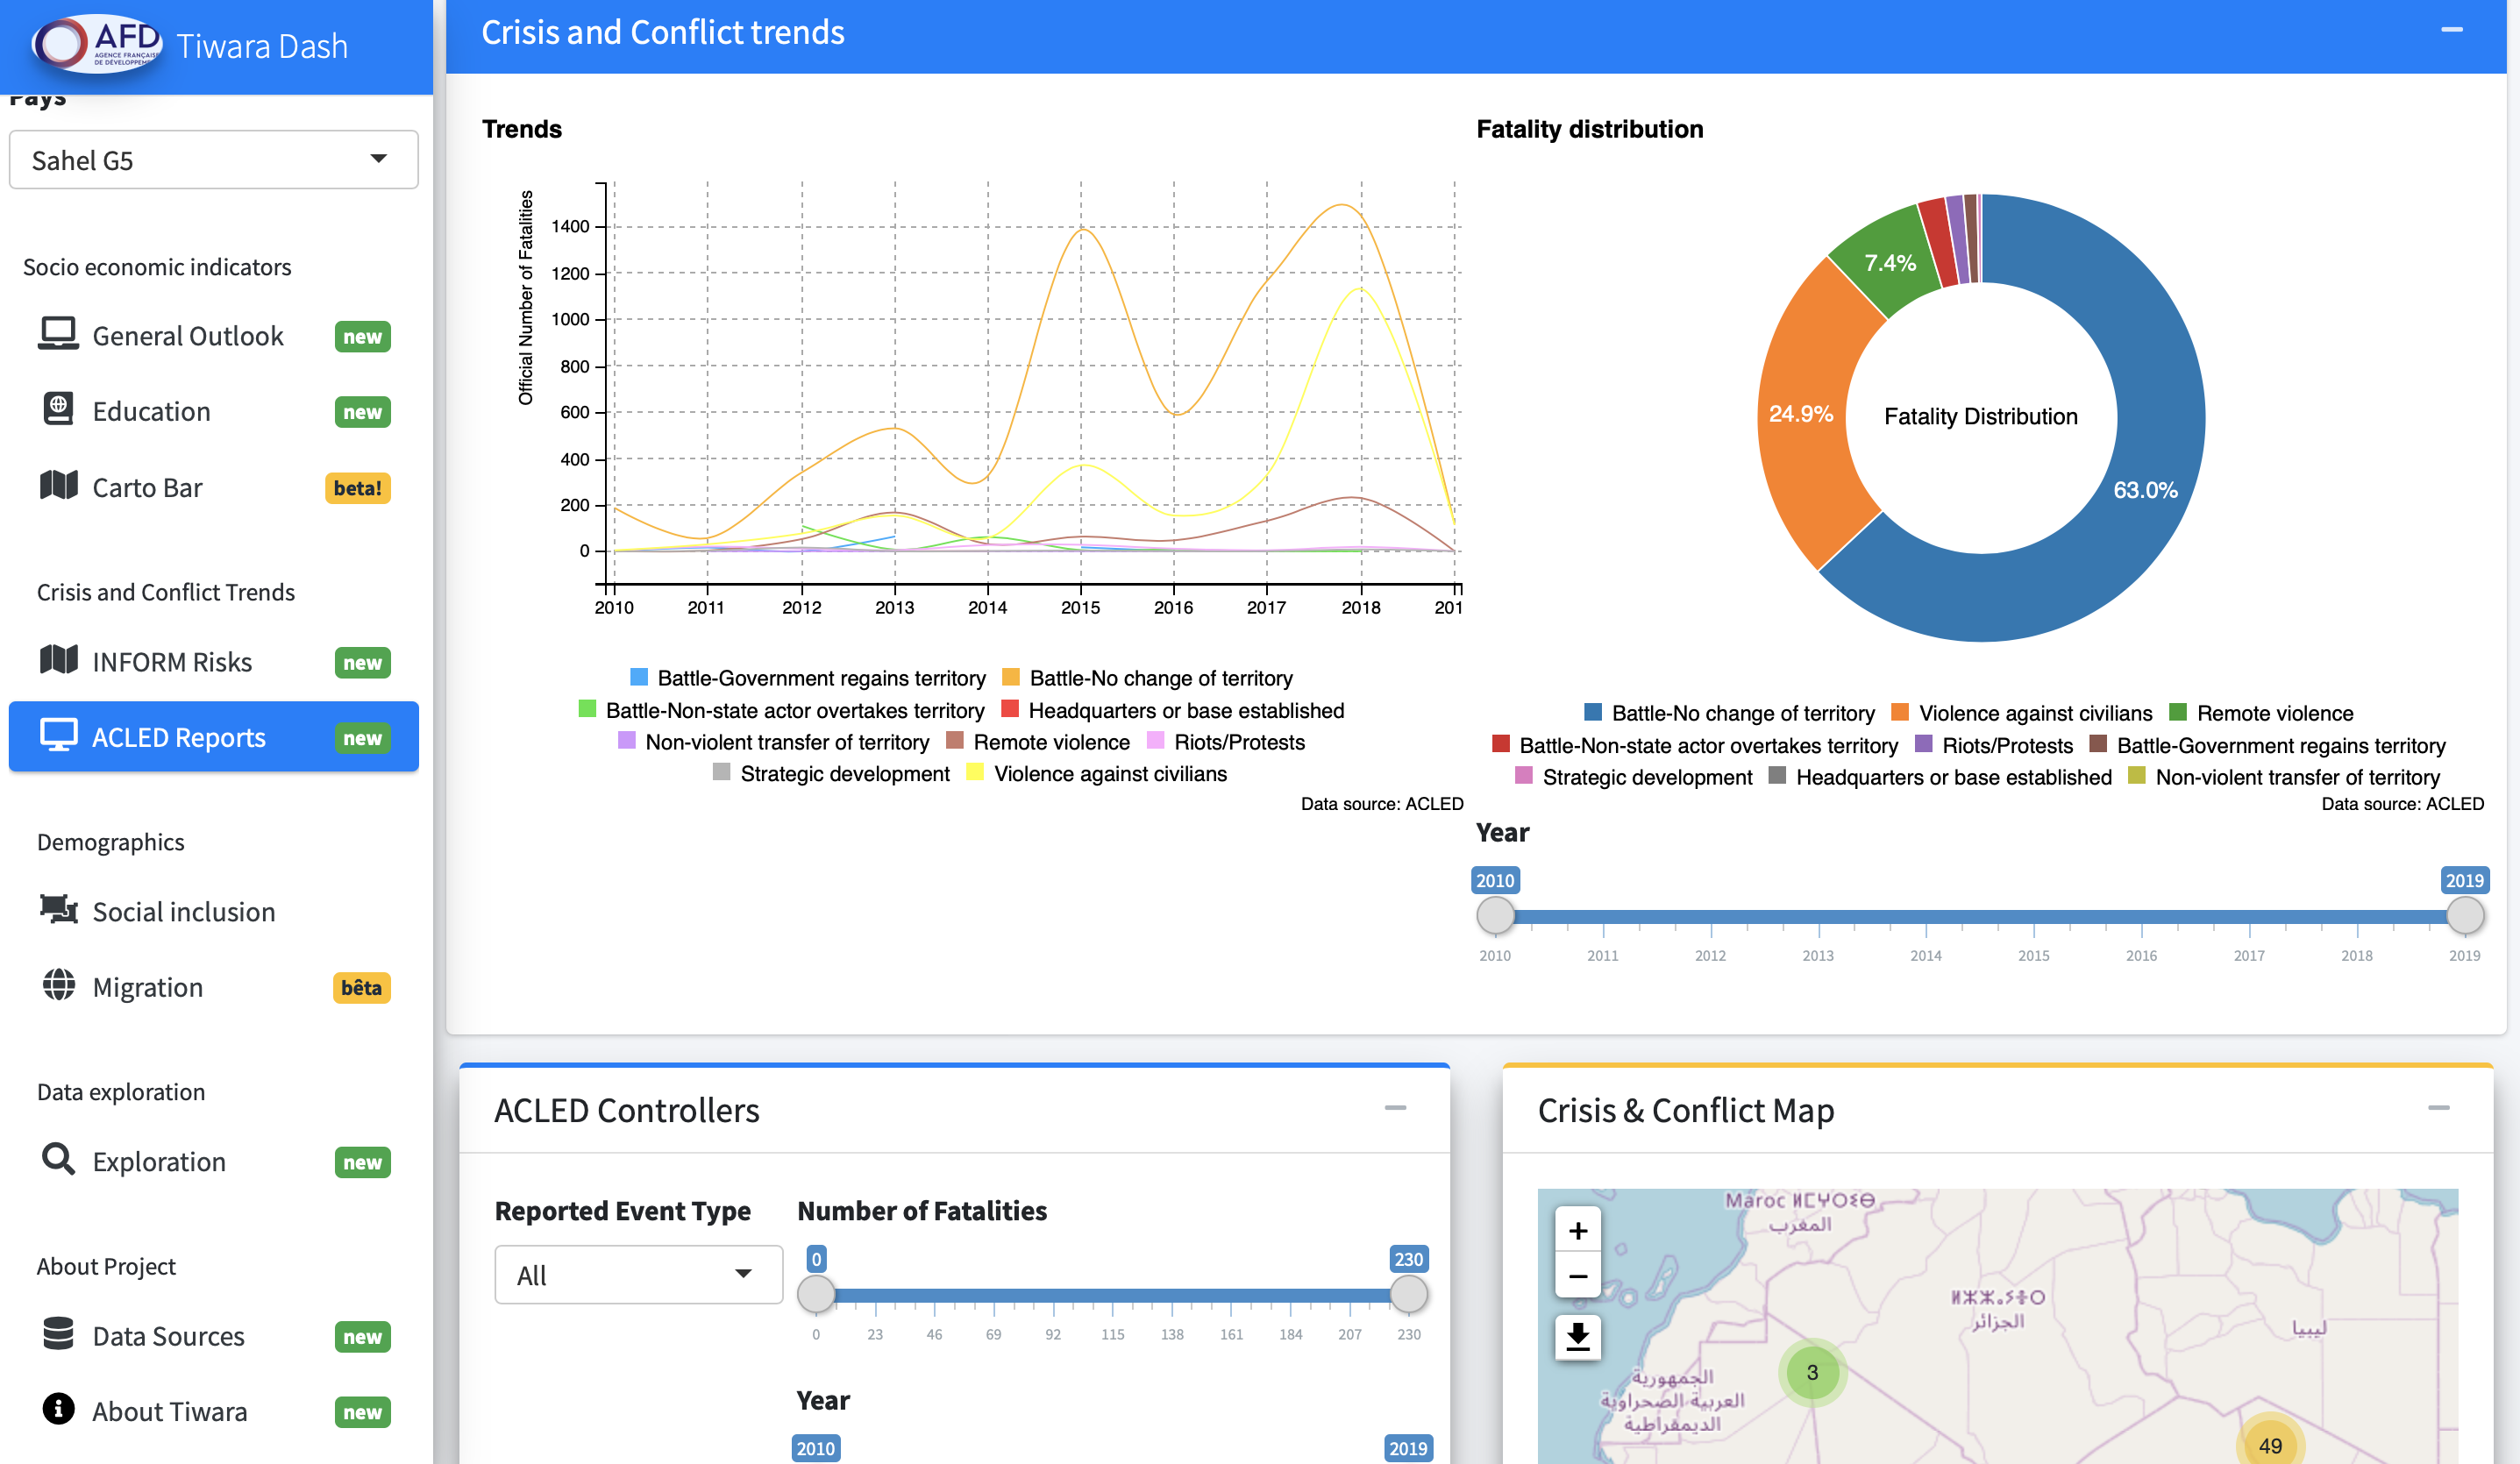 AFD
AGENCE FRANÇAISE
DE DÉVELOPPEMENT
Tiwara Dash
Pays
Sahel G5
Socio economic indicators
General Outlook new
Education new
Carto Bar beta!
Crisis and Conflict Trends
INFORM Risks new
ACLED Reports new
Demographics
Social inclusion
Migration bêta
Data exploration
Exploration new
About Project
Data Sources new
About Tiwara new
Crisis and Conflict trends
Trends
Official Number of Fatalities
1400
1200
1000
800
600
400
200
0
2010 2011 2012 2013 2014 2015 2016 2017 2018 201
Battle-Government regains territory Battle-No change of territory
Battle-Non-state actor overtakes territory Headquarters or base established
Non-violent transfer of territory Remote violence Riots/Protests
Strategic development Violence against civilians
Data source: ACLED
Fatality distribution
7.4%
24.9%
Fatality Distribution
63.0%
Battle-No change of territory Violence against civilians Remote violence
Battle-Non-state actor overtakes territory Riots/Protests Battle-Government regains territory
Strategic development Headquarters or base established Non-violent transfer of territory
Data source: ACLED
Year
2010 2019
2010 2011 2012 2013 2014 2015 2016 2017 2018 2019
ACLED Controllers
Reported Event Type
All
Number of Fatalities
0 230
0 23 46 69 92 115 138 161 184 207 230
Year
2010 2019
Crisis & Conflict Map
+
−
Maroc ⵍⵎⵖⵔⵉⴱ
المغرب
الجزائر
ليبيا
3
الجمهورية
العربية الصحراوية
الديمقراطية
49